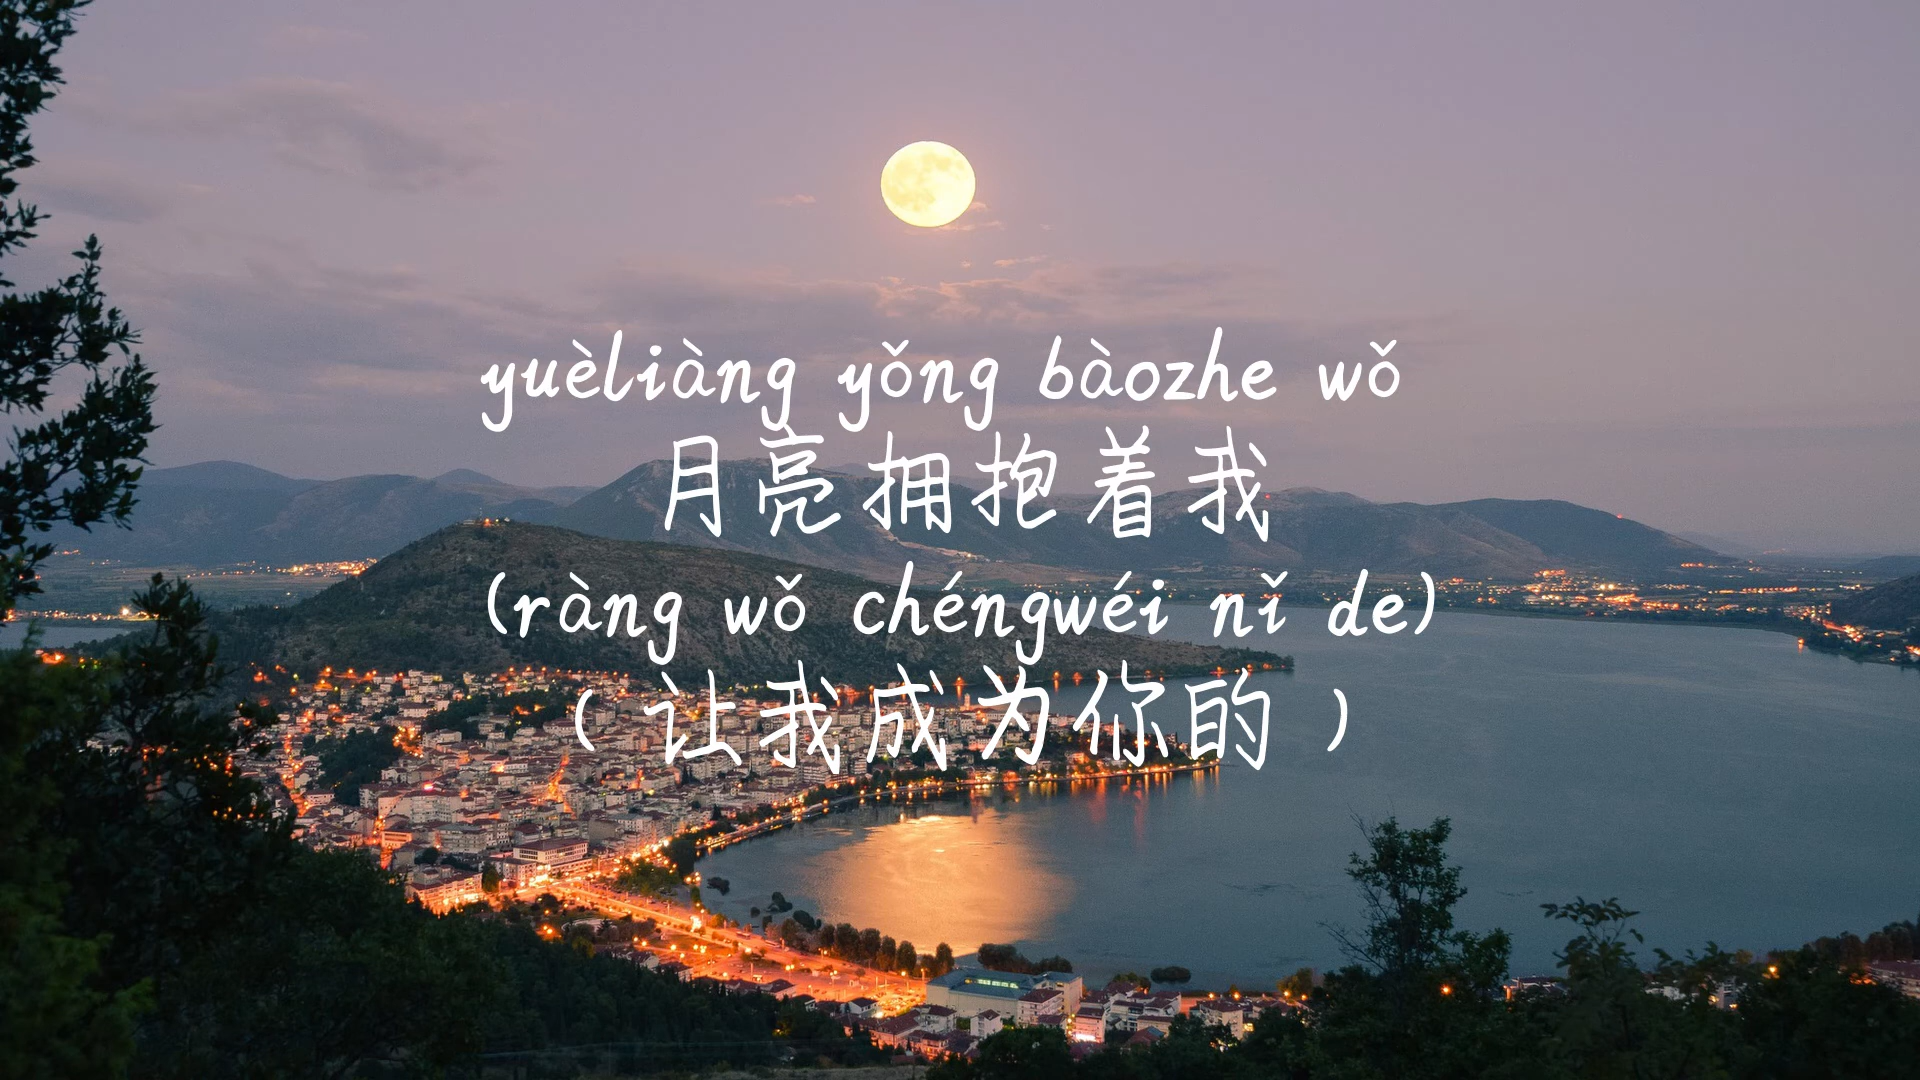 yuèliàng yǒng bàozhe wǒ
月亮拥抱着我
(ràng wǒ chéngwéi nǐ de)
（让我成为你的）